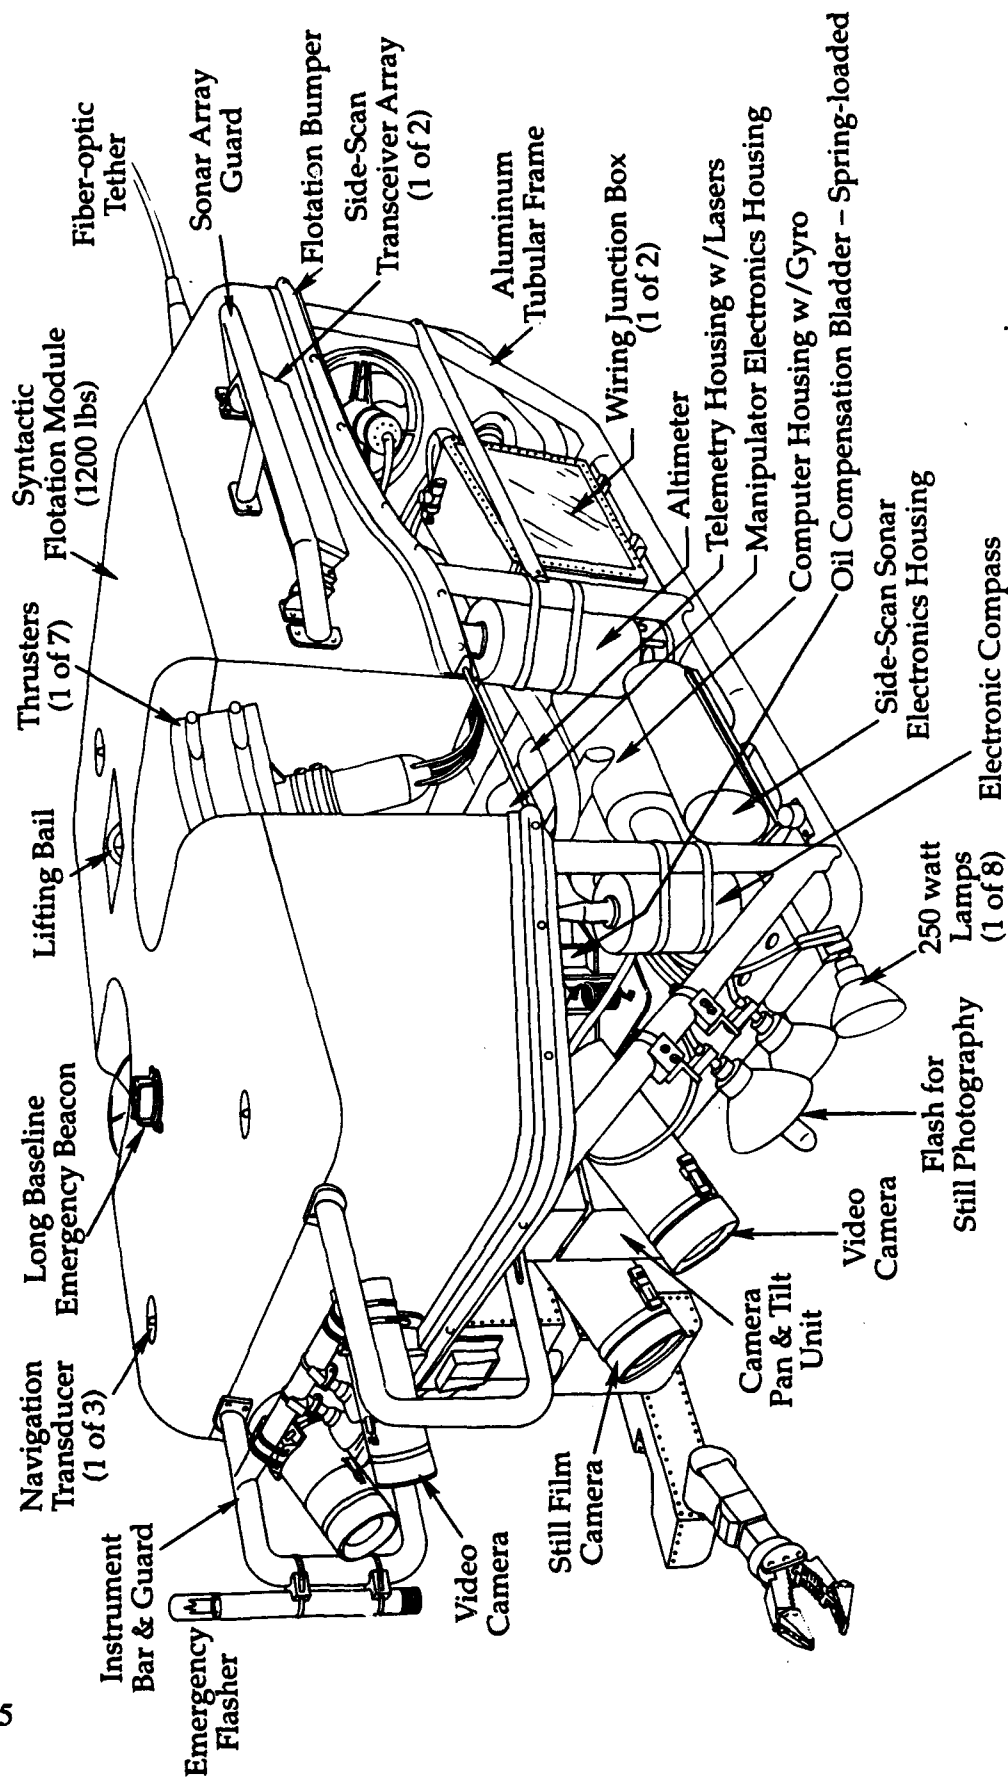 5
Emergency
Flasher
Instrument
Bar & Guard
Navigation
Transducer
(1 of 3)
Long Baseline
Emergency Beacon
Lifting Bail
Thrusters
(1 of 7)
Syntactic
Flotation Module
(1200 lbs)
Fiber-optic
Tether
Sonar Array
Guard
Flotation Bumper
Side-Scan
Transceiver Array
(1 of 2)
Aluminum
Tubular Frame
Wiring Junction Box
(1 of 2)
Altimeter
Telemetry Housing w/Lasers
Manipulator Electronics Housing
Computer Housing w/Gyro
Oil Compensation Bladder – Spring-loaded
Side-Scan Sonar
Electronics Housing
Electronic Compass
250 watt
Lamps
(1 of 8)
Flash for
Still Photography
Video
Camera
Camera
Pan & Tilt
Unit
Still Film
Camera
Video
Camera